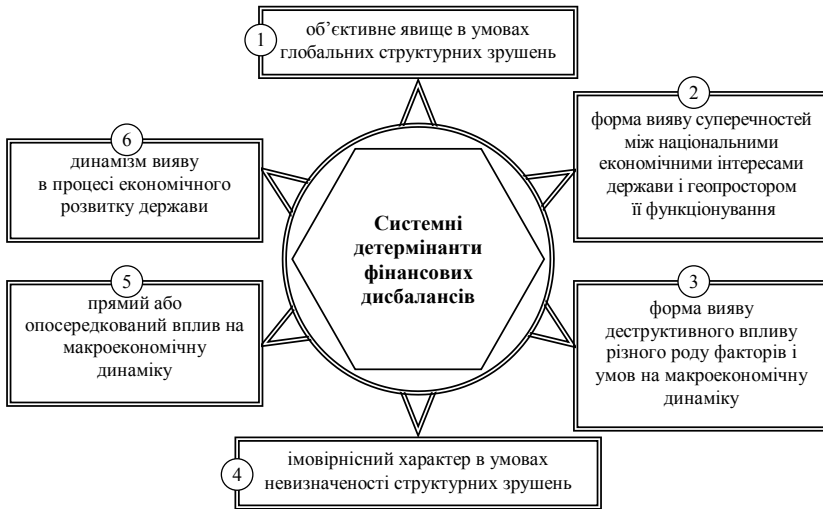 1
об’єктивне явище в умовах
глобальних структурних зрушень
2
форма вияву суперечностей
між національними
економічними інтересами
держави і геопростором
її функціонування
3
форма вияву
деструктивного впливу
різного роду факторів і
умов на макроекономічну
динаміку
4
імовірнісний характер в умовах
невизначеності структурних зрушень
5
прямий або
опосередкований вплив на
макроекономічну
динаміку
6
динамізм вияву
в процесі економічного
розвитку держави
Системні
детермінанти
фінансових
дисбалансів